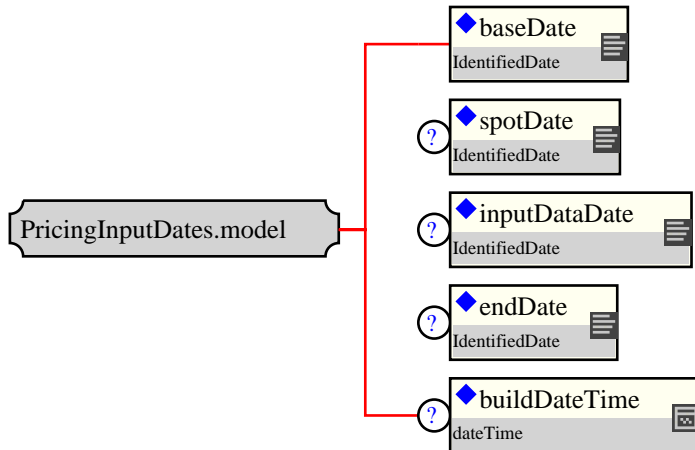 baseDate
IdentifiedDate
?
spotDate
IdentifiedDate
PricingInputDates.model
?
inputDataDate
IdentifiedDate
?
endDate
IdentifiedDate
?
buildDateTime
dateTime